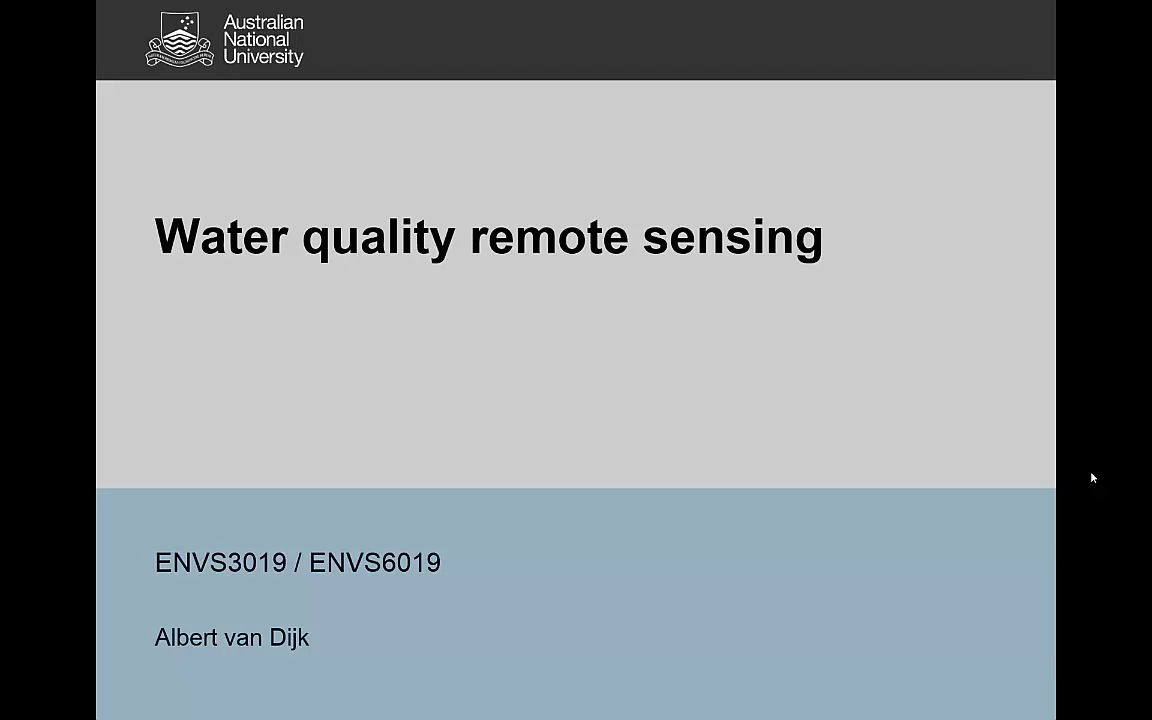 Australian
National
University
Water quality remote sensing
ENVS3019 / ENVS6019
Albert van Dijk